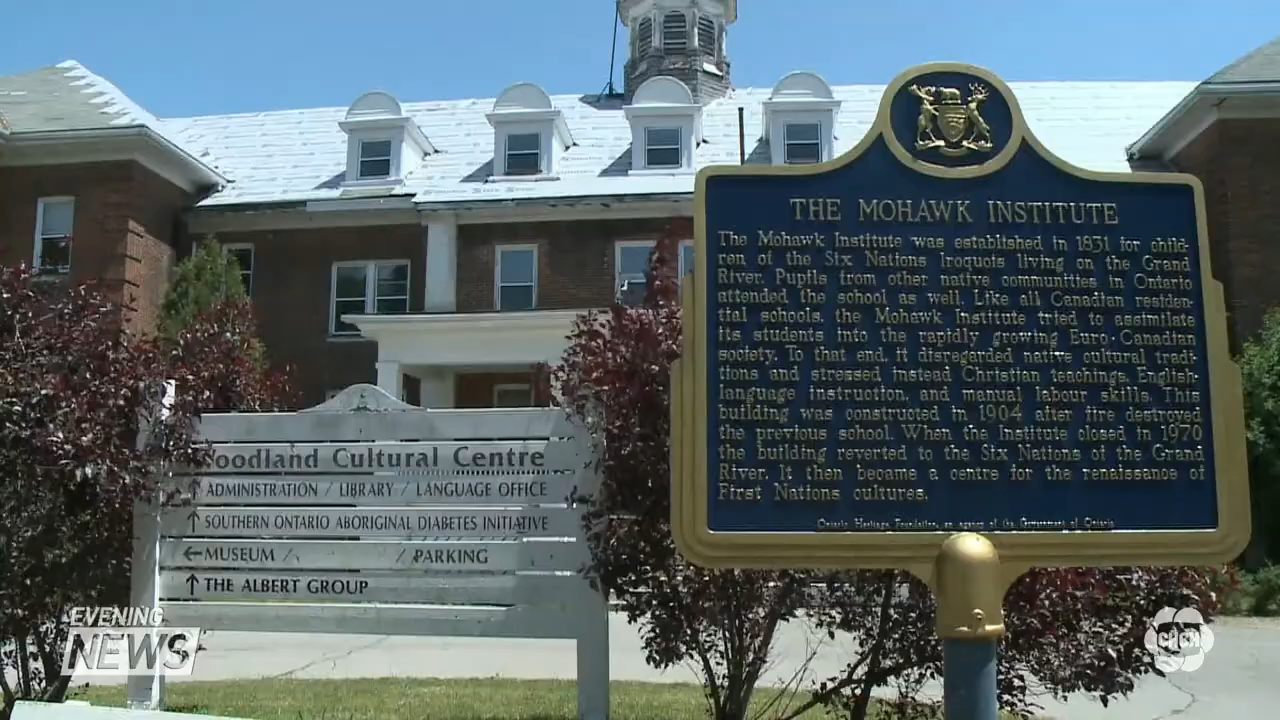 THE MOHAWK INSTITUTE
The Mohawk Institute was established in 1831 for child-
ren of the Six Nations Iroquois living on the Grand
River. Pupils from other native communities in Ontario
attended the school as well. Like all Canadian residen-
tial schools, the Mohawk Institute tried to assimilate
its students into the rapidly growing Euro-Canadian
society. To that end, it disregarded native cultural tradi-
tions and stressed instead Christian teachings, English
language instruction, and manual labour skills. This
building was constructed in 1904 after fire destroyed
the previous school. When the Institute closed in 1970
the building reverted to the Six Nations of the Grand
River. It then became a centre for the renaissance of
First Nations cultures.
Ontario Heritage Foundation, an agency of the Government of Ontario
oodland Cultural Centre
↑ ADMINISTRATION / LIBRARY / LANGUAGE OFFICE
↑ SOUTHERN ONTARIO ABORIGINAL DIABETES INITIATIVE
← MUSEUM / / PARKING
↑ THE ALBERT GROUP
EVENING
NEWS
CHCH